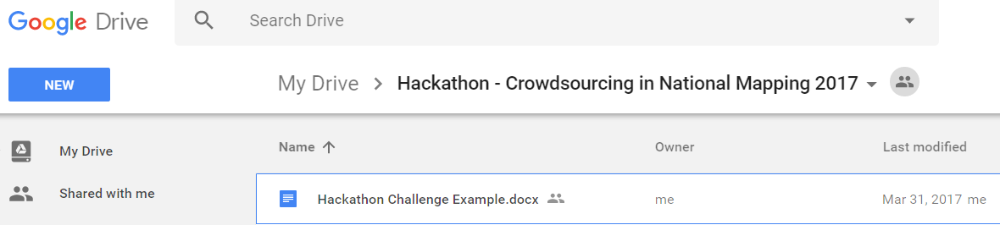 Google Drive Search Drive
NEW My Drive > Hackathon - Crowdsourcing in National Mapping 2017
My Drive Name Owner Last modified
Shared with me Hackathon Challenge Example.docx me Mar 31, 2017 me